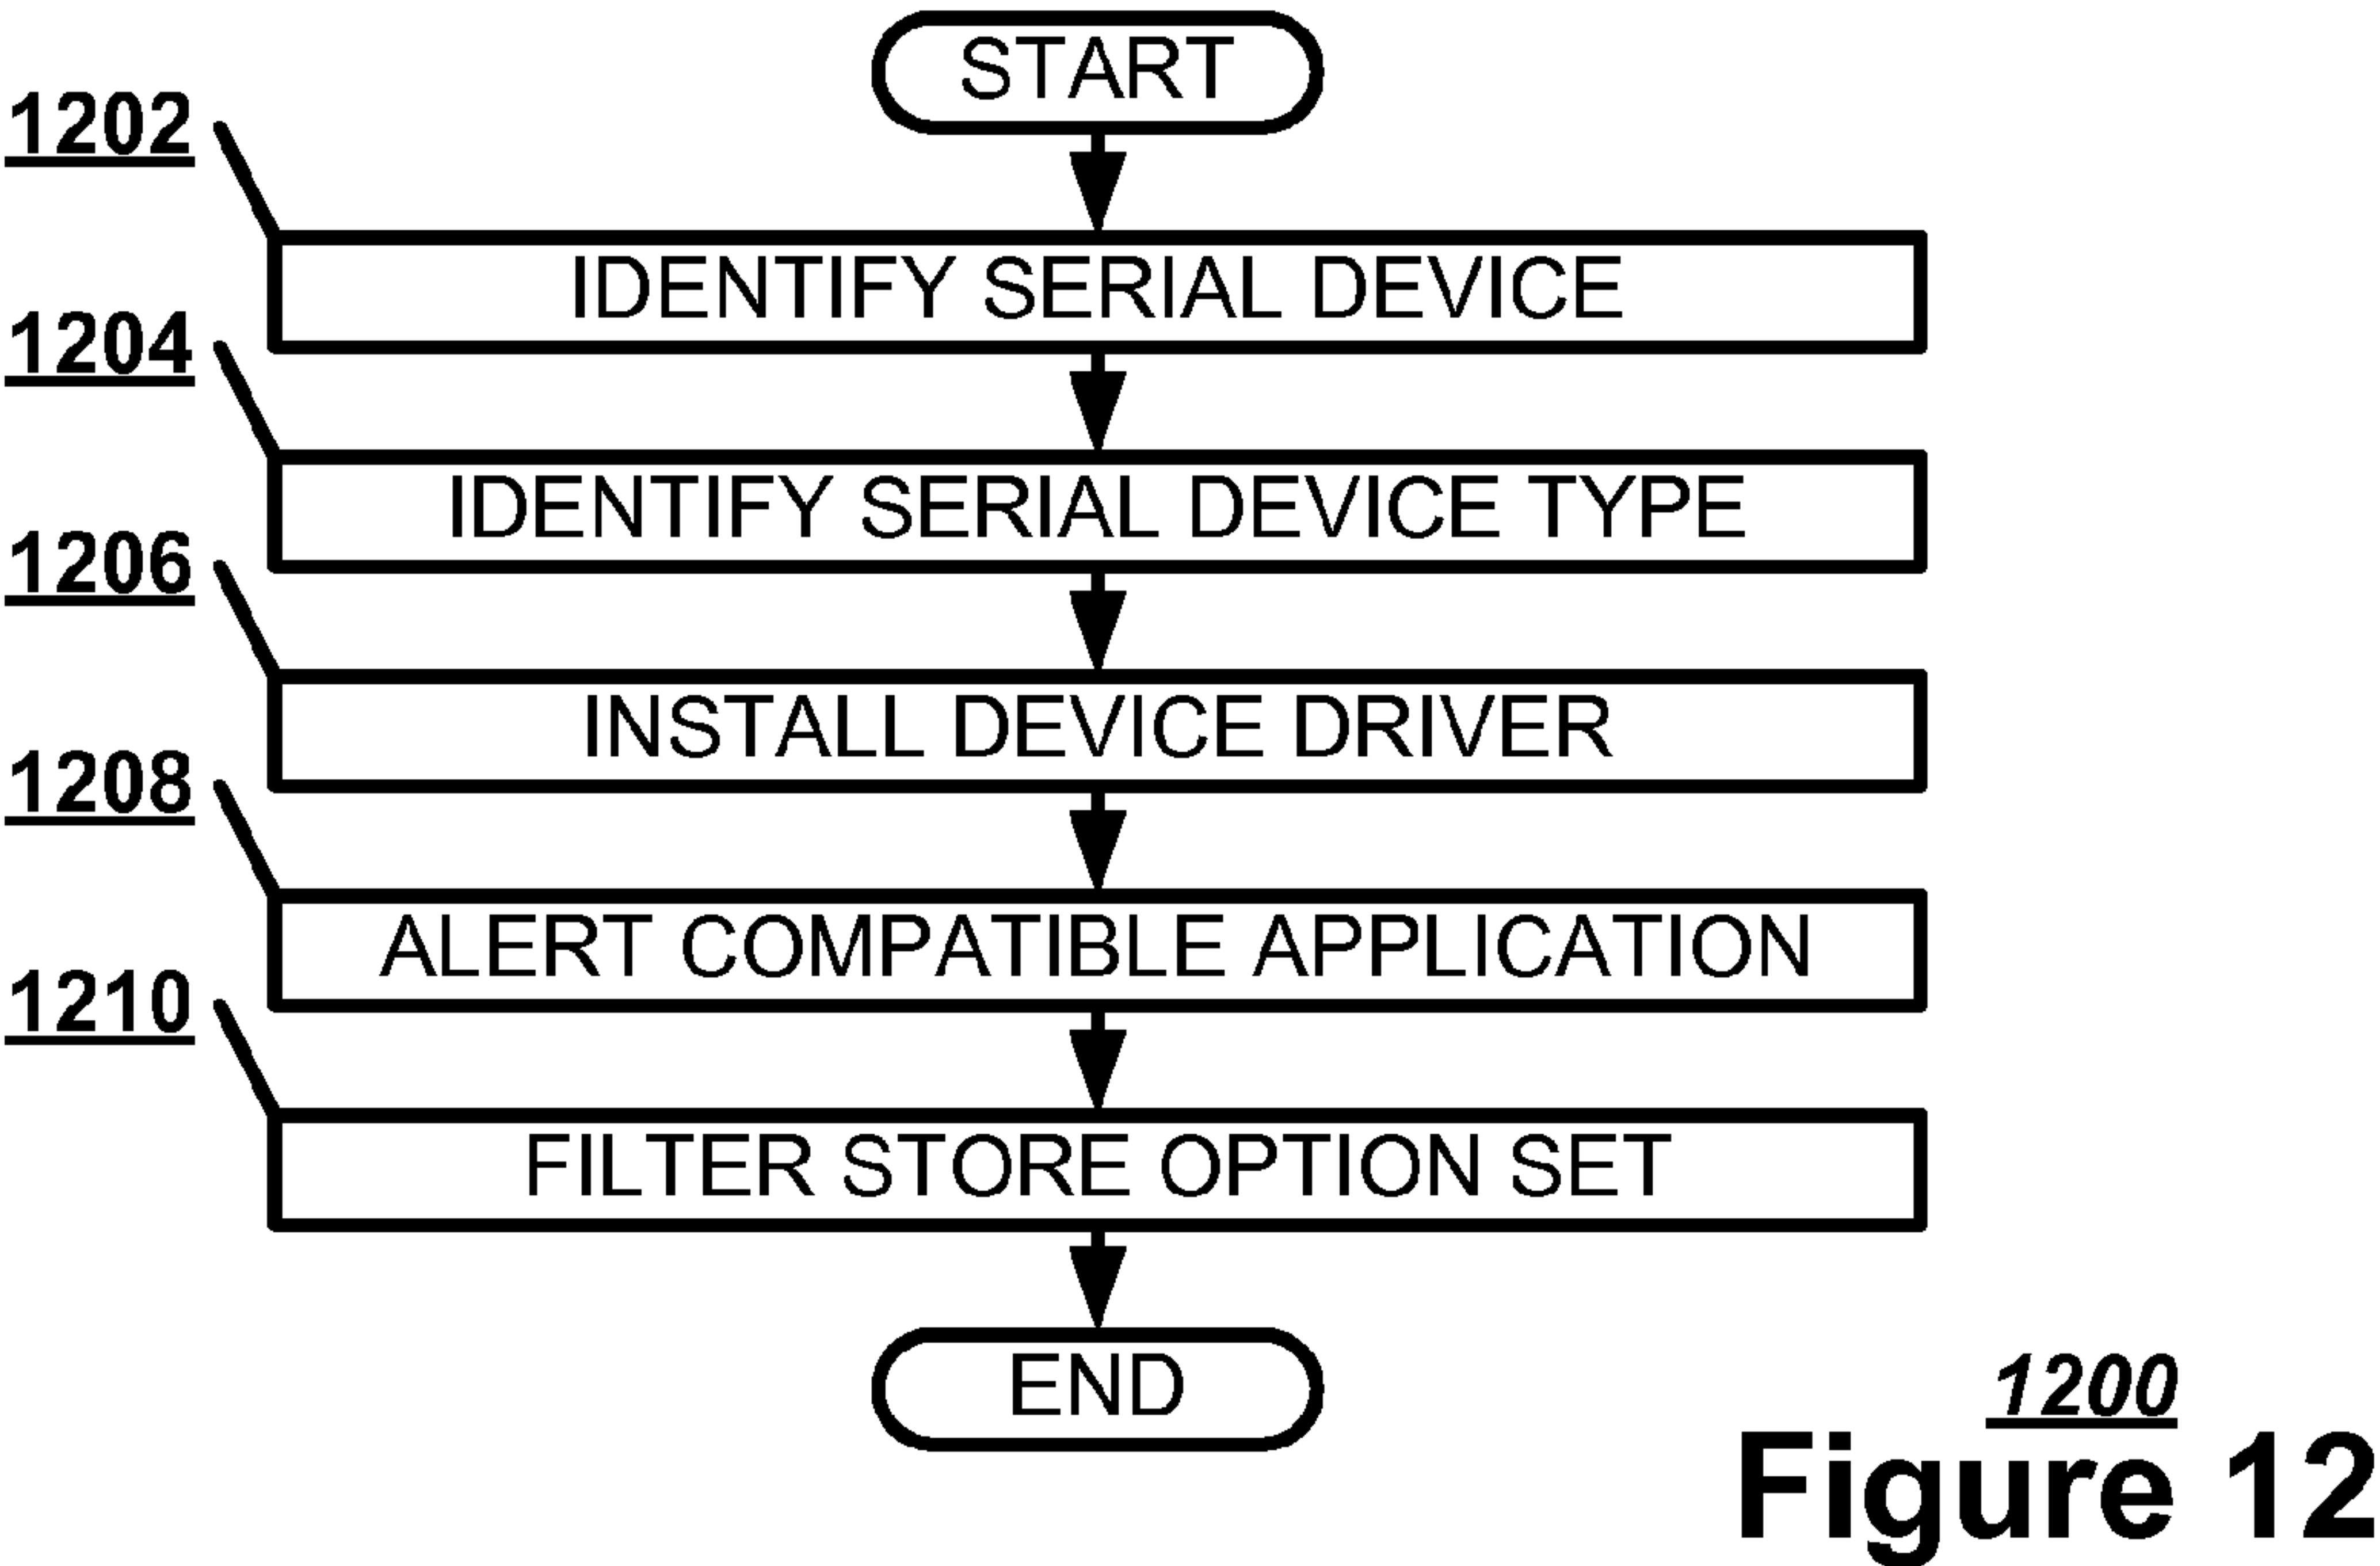 START
1202
IDENTIFY SERIAL DEVICE
1204
IDENTIFY SERIAL DEVICE TYPE
1206
INSTALL DEVICE DRIVER
1208
ALERT COMPATIBLE APPLICATION
1210
FILTER STORE OPTION SET
END
1200
Figure 12